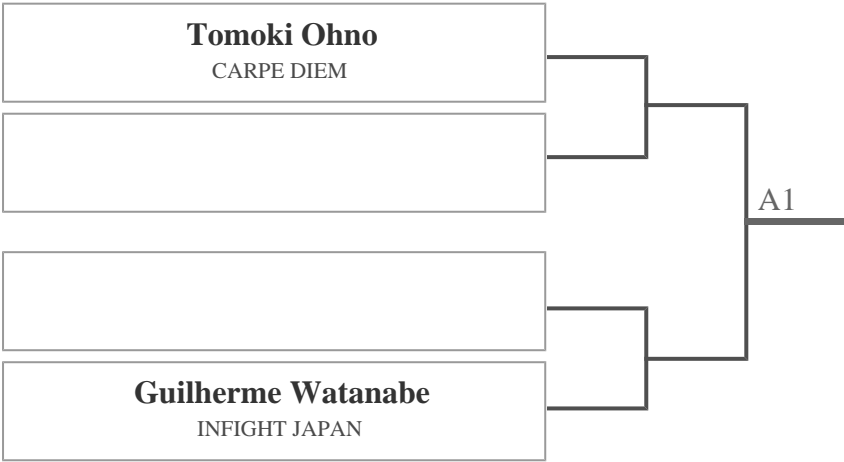 Tomoki Ohno
CARPE DIEM
A1
Guilherme Watanabe
INFIGHT JAPAN